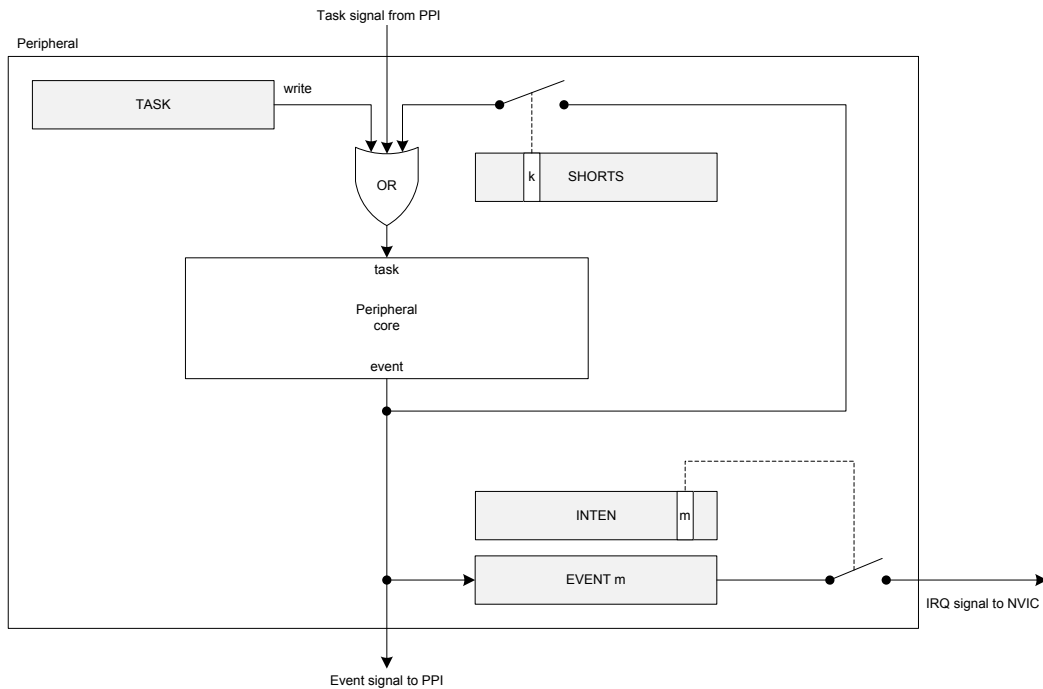 Task signal from PPI
Peripheral
TASK
write
OR
k
SHORTS
task
Peripheral
core
event
INTEN
m
EVENT m
IRQ signal to NVIC
Event signal to PPI